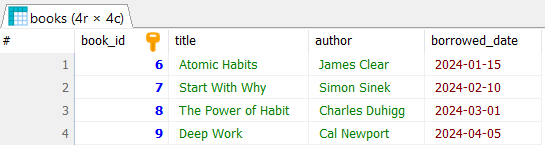 books (4r × 4c)
# book_id title author borrowed_date
1 6 Atomic Habits James Clear 2024-01-15
2 7 Start With Why Simon Sinek 2024-02-10
3 8 The Power of Habit Charles Duhigg 2024-03-01
4 9 Deep Work Cal Newport 2024-04-05